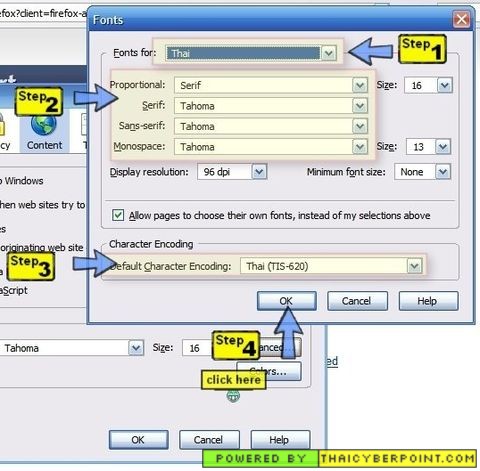 efox?client=firefox-a
Fonts
Fonts for: Thai
Step 1
Step 2
Proportional: Serif Size: 16
Serif: Tahoma
Sans-serif: Tahoma
Monospace: Tahoma Size: 13
Display resolution: 96 dpi Minimum font size: None
Allow pages to choose their own fonts, instead of my selections above
Character Encoding
Step 3
Default Character Encoding: Thai (TIS-620)
OK Cancel Help
Content
p Windows
hen web sites try to
originating web site
aScript
Step 4
click here
Tahoma Size: 16
Colors...
ed
OK Cancel Help
POWERED BY THAICYBERPOINT.COM